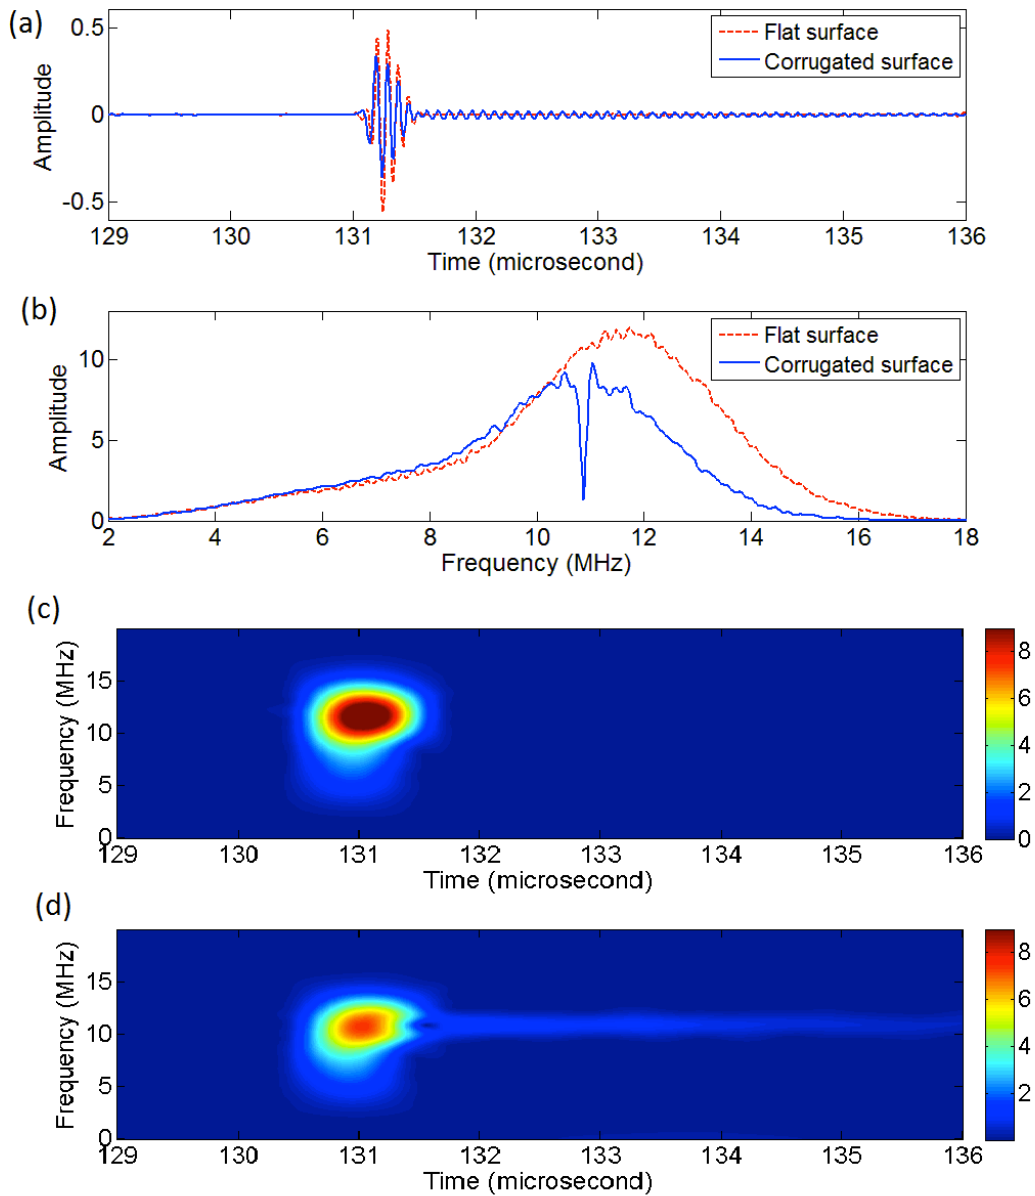 (a)
0.5
0
-0.5
Amplitude
Flat surface
Corrugated surface
129 130 131 132 133 134 135 136
Time (microsecond)
(b)
10
5
0
Amplitude
Flat surface
Corrugated surface
2 4 6 8 10 12 14 16 18
Frequency (MHz)
(c)
15
10
5
0
Frequency (MHz)
8
6
4
2
0
129 130 131 132 133 134 135 136
Time (microsecond)
(d)
15
10
5
0
Frequency (MHz)
8
6
4
2
129 130 131 132 133 134 135 136
Time (microsecond)